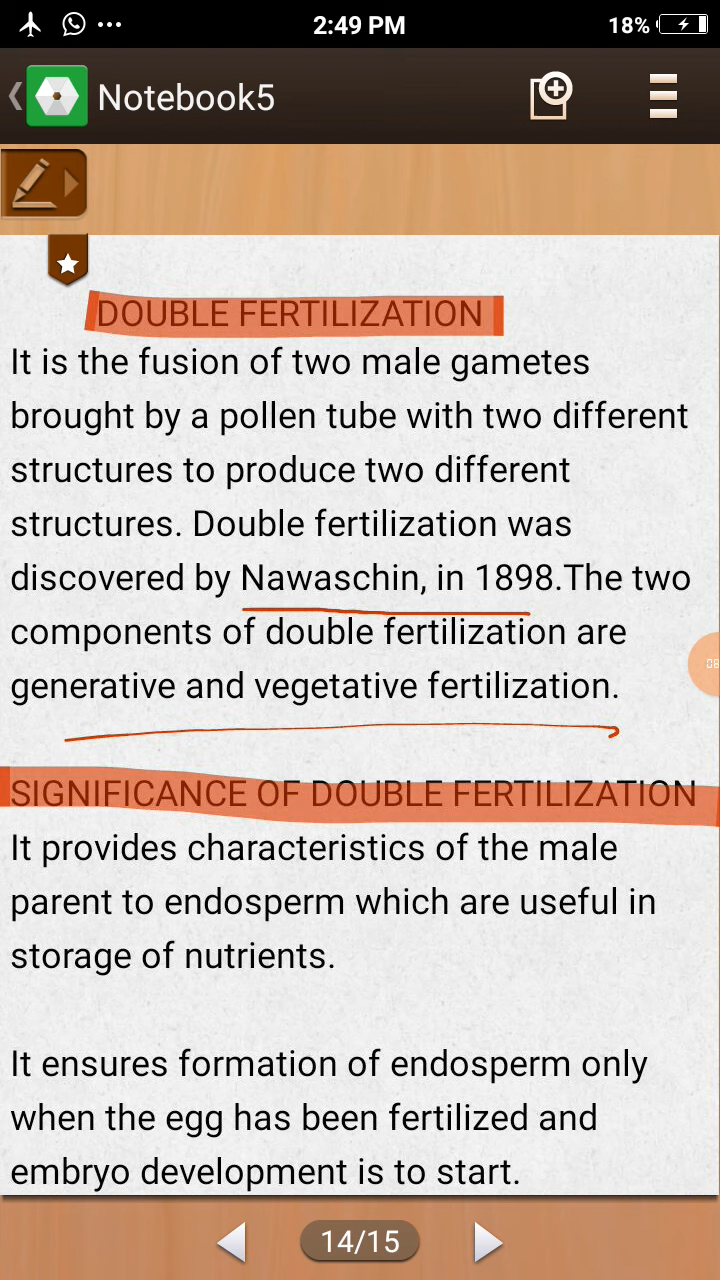 2:49 PM
18%
Notebook5
DOUBLE FERTILIZATION
It is the fusion of two male gametes
brought by a pollen tube with two different
structures to produce two different
structures. Double fertilization was
discovered by Nawaschin, in 1898.The two
components of double fertilization are
generative and vegetative fertilization.
SIGNIFICANCE OF DOUBLE FERTILIZATION
It provides characteristics of the male
parent to endosperm which are useful in
storage of nutrients.
It ensures formation of endosperm only
when the egg has been fertilized and
embryo development is to start.
14/15